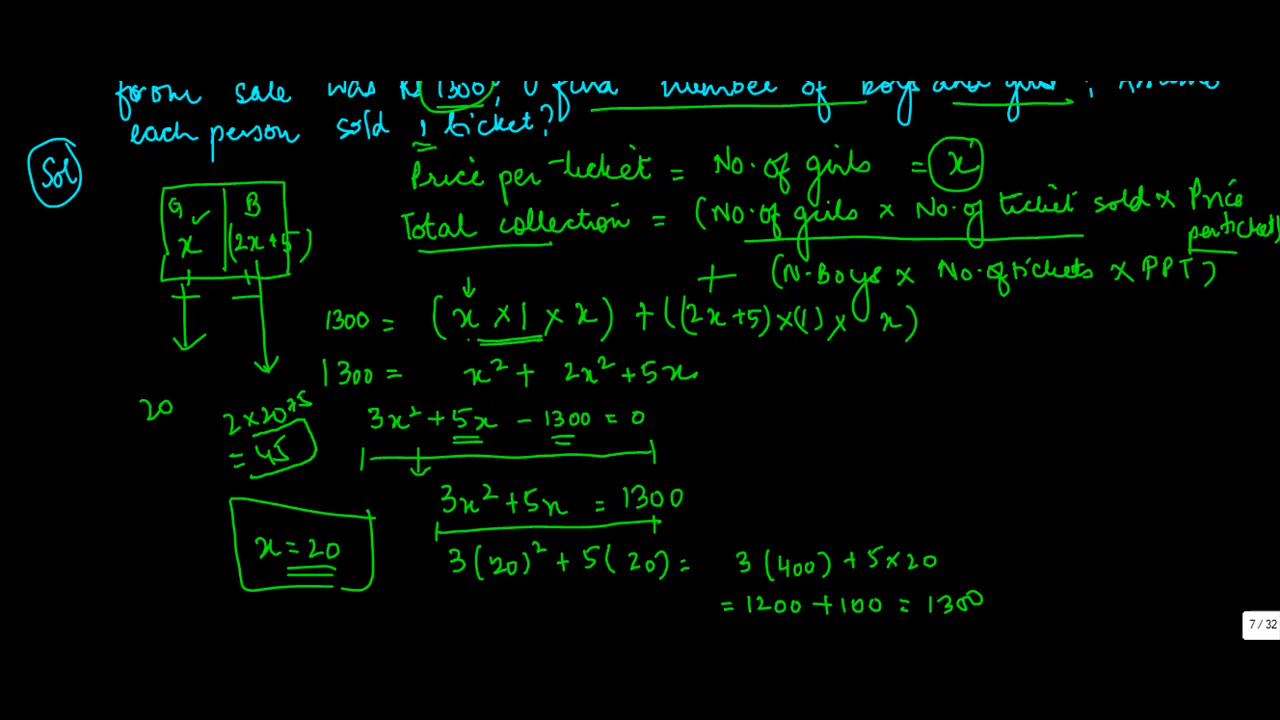 from sale was Rs 1300, find number of boys and girls, Assume
each person sold 1 ticket?
Sol
Price per ticket = No. of girls = x
G B
x (2x+5)
Total collection = (No. of girls x No. of ticket sold x Price per ticket)
+ (N. Boys x No. of tickets x PPT)
1300 = (x x 1 x x) + ((2x+5) x (1) x x)
1300 = x² + 2x² + 5x
20
2 x 20+5
= 45
3x² + 5x - 1300 = 0
3x² + 5x = 1300
x = 20
3(20)² + 5(20) = 3(400) + 5 x 20
= 1200 + 100 = 1300
7 / 32